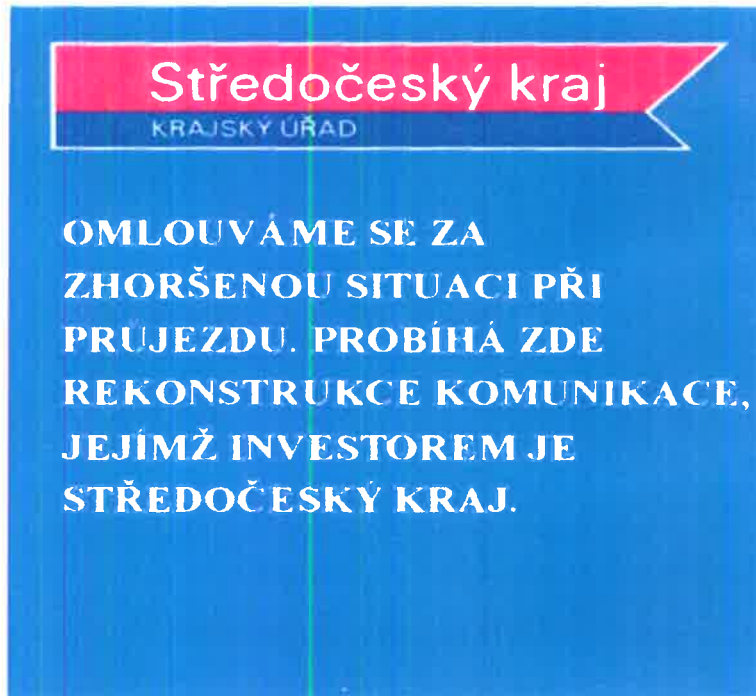 Středočeský kraj
KRAJSKÝ ÚŘAD
OMLOUVÁME SE ZA
ZHORŠENOU SITUACI PŘI
PRŮJEZDU. PROBÍHÁ ZDE
REKONSTRUKCE KOMUNIKACE,
JEJÍMŽ INVESTOREM JE
STŘEDOČESKÝ KRAJ.